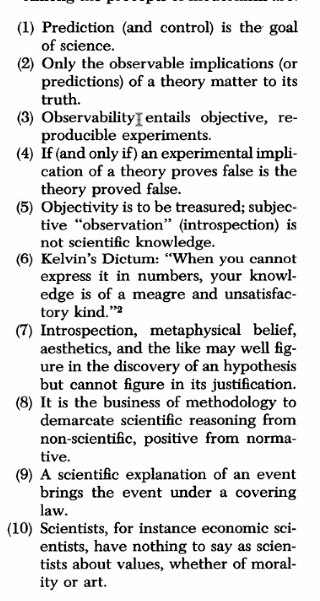 (1) Prediction (and control) is the goal
of science.
(2) Only the observable implications (or
predictions) of a theory matter to its
truth.
(3) Observability entails objective, re-
producible experiments.
(4) If (and only if) an experimental impli-
cation of a theory proves false is the
theory proved false.
(5) Objectivity is to be treasured; subjec-
tive "observation" (introspection) is
not scientific knowledge.
(6) Kelvin's Dictum: "When you cannot
express it in numbers, your knowl-
edge is of a meagre and unsatisfac-
tory kind."2
(7) Introspection, metaphysical belief,
aesthetics, and the like may well fig-
ure in the discovery of an hypothesis
but cannot figure in its justification.
(8) It is the business of methodology to
demarcate scientific reasoning from
non-scientific, positive from norma-
tive.
(9) A scientific explanation of an event
brings the event under a covering
law.
(10) Scientists, for instance economic sci-
entists, have nothing to say as scien-
tists about values, whether of moral-
ity or art.